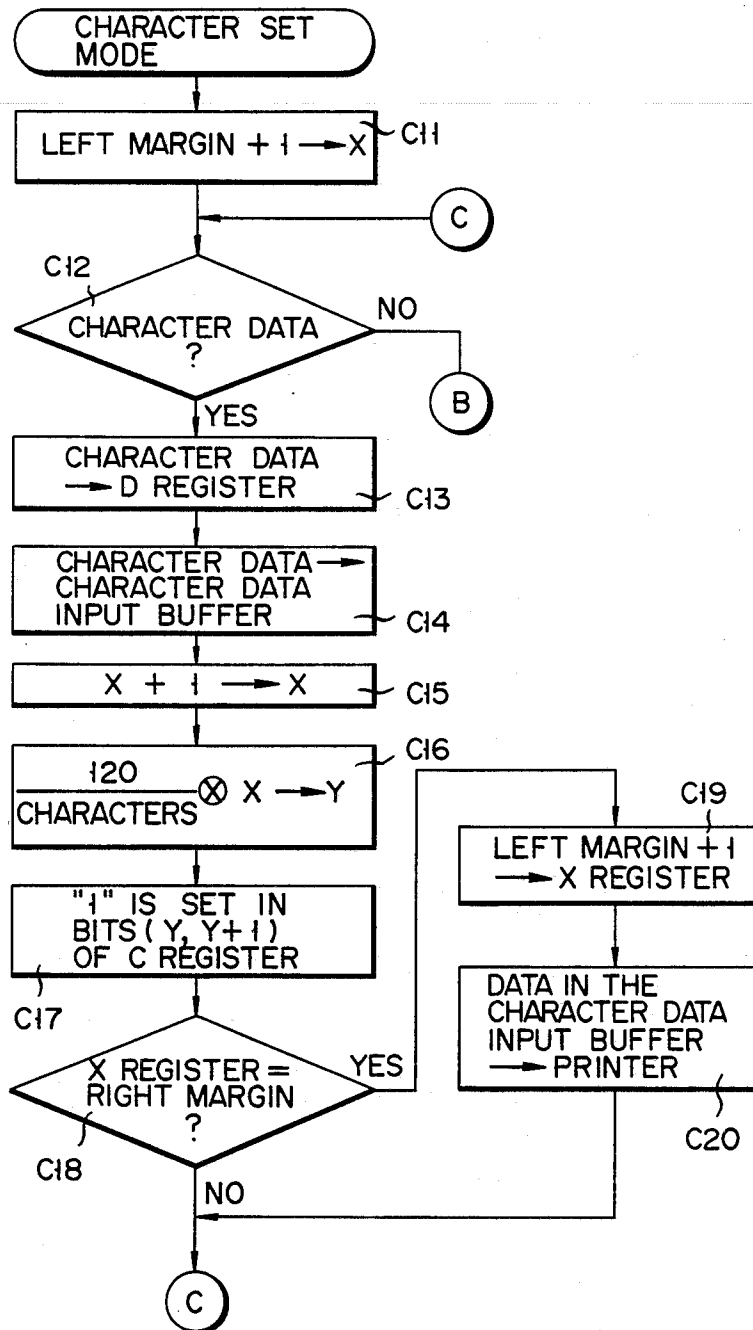 CHARACTER SET
MODE
LEFT MARGIN + 1 → X
C11
C
C12
CHARACTER DATA
?
NO
B
YES
CHARACTER DATA
→ D REGISTER
C13
CHARACTER DATA →
CHARACTER DATA
INPUT BUFFER
C14
X + 1 → X
C15
120
CHARACTERS ⊗ X → Y
C16
"1" IS SET IN
BITS (Y, Y+1)
OF C REGISTER
C17
X REGISTER =
RIGHT MARGIN
?
YES
C18
NO
C19
LEFT MARGIN + 1
→ X REGISTER
DATA IN THE
CHARACTER DATA
INPUT BUFFER
→ PRINTER
C20
C